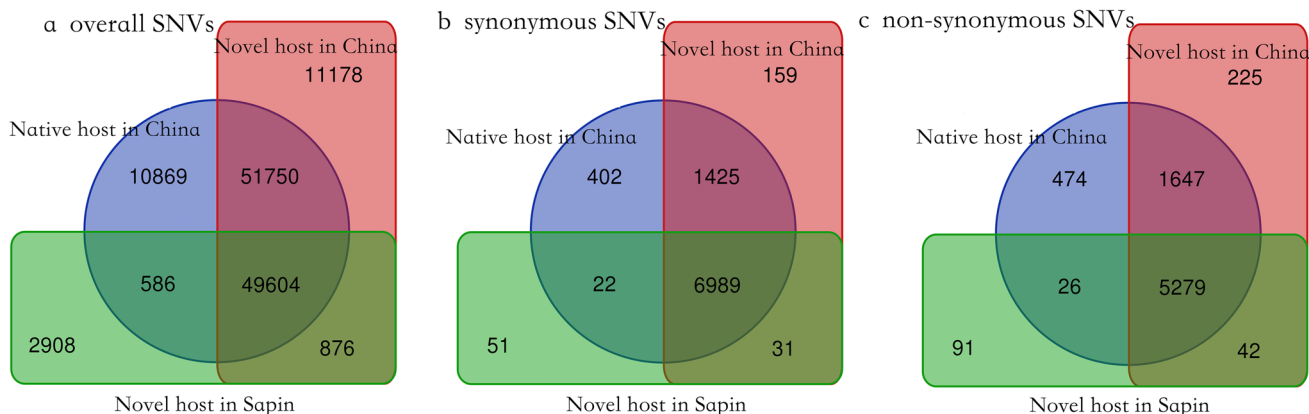 a overall SNVs
Novel host in China
11178
Native host in China
10869
51750
586
49604
2908
876
Novel host in Sapin
b synonymous SNVs
Novel host in China
159
Native host in China
402
1425
22
6989
51
31
Novel host in Sapin
c non-synonymous SNVs
Novel host in China
225
Native host in China
474
1647
26
5279
91
42
Novel host in Sapin